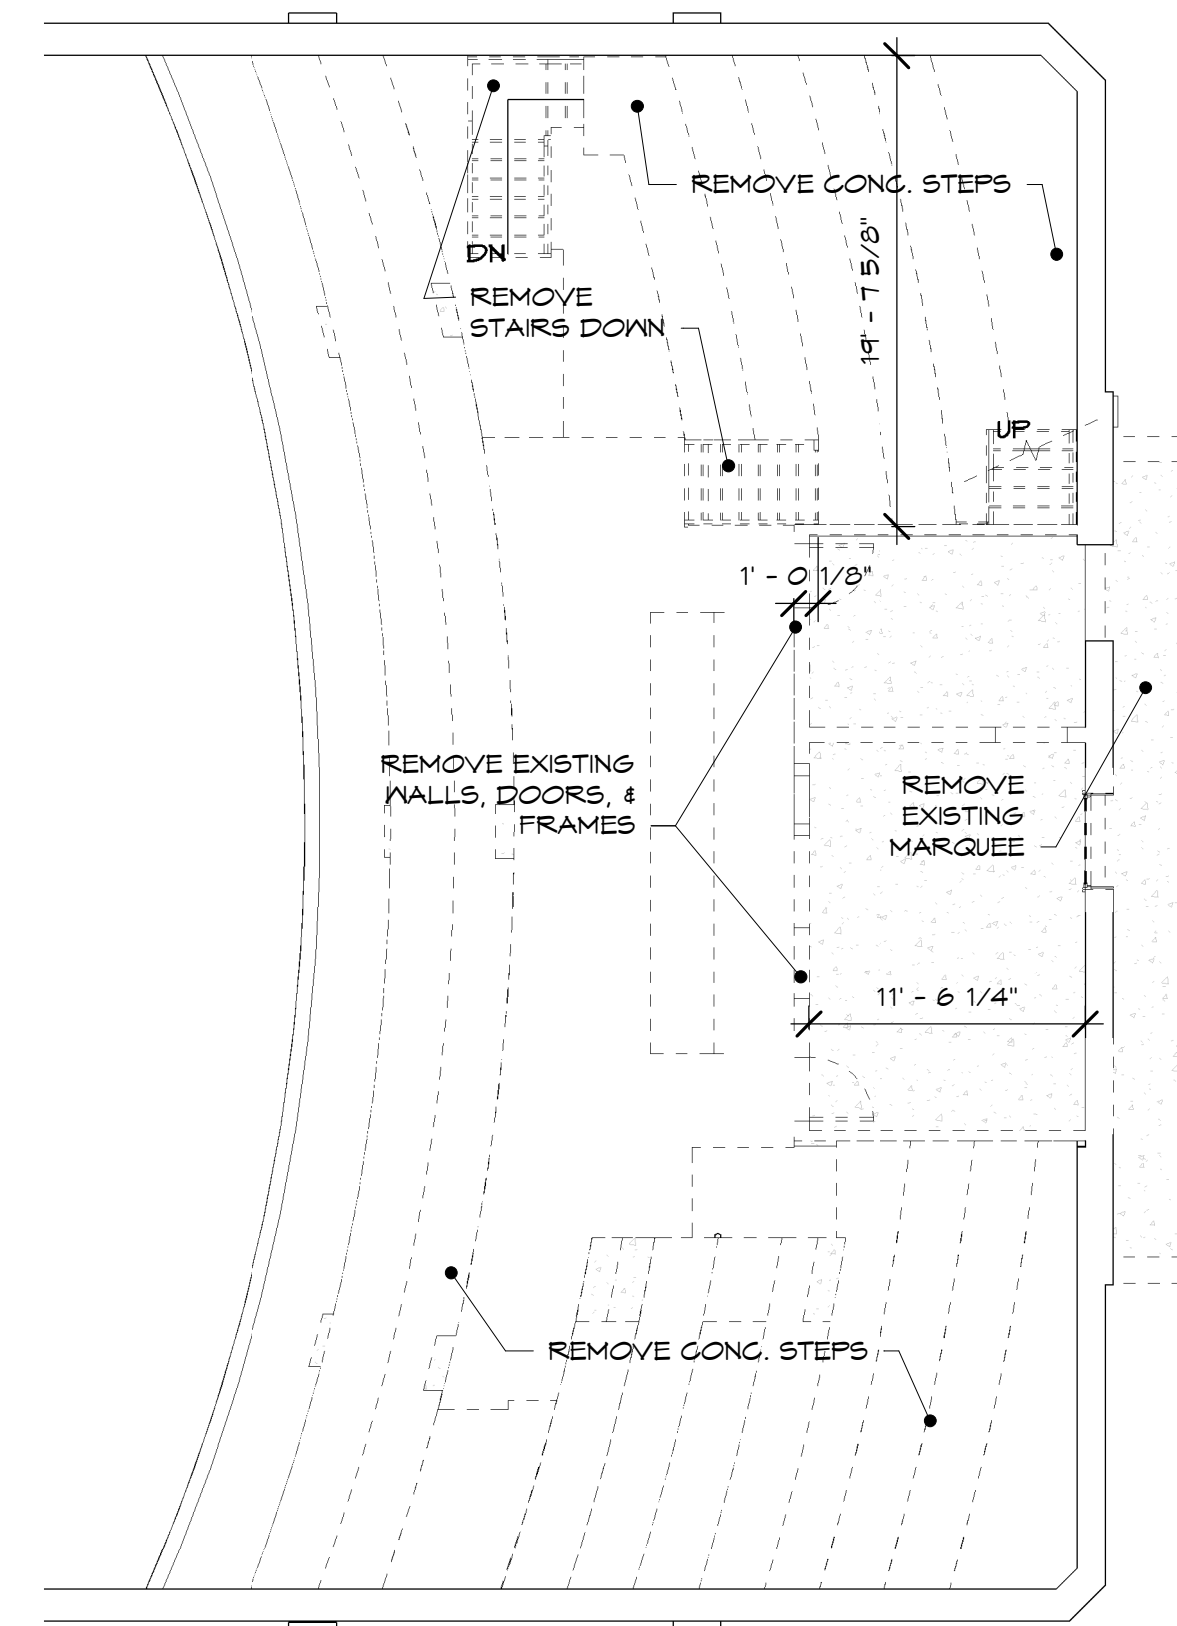 REMOVE CONC. STEPS
19' - 7 5/8"
DN
REMOVE
STAIRS DOWN
UP
1' - 0 1/8"
REMOVE EXISTING
WALLS, DOORS, &
FRAMES
REMOVE
EXISTING
MARQUEE
11' - 6 1/4"
REMOVE CONC. STEPS